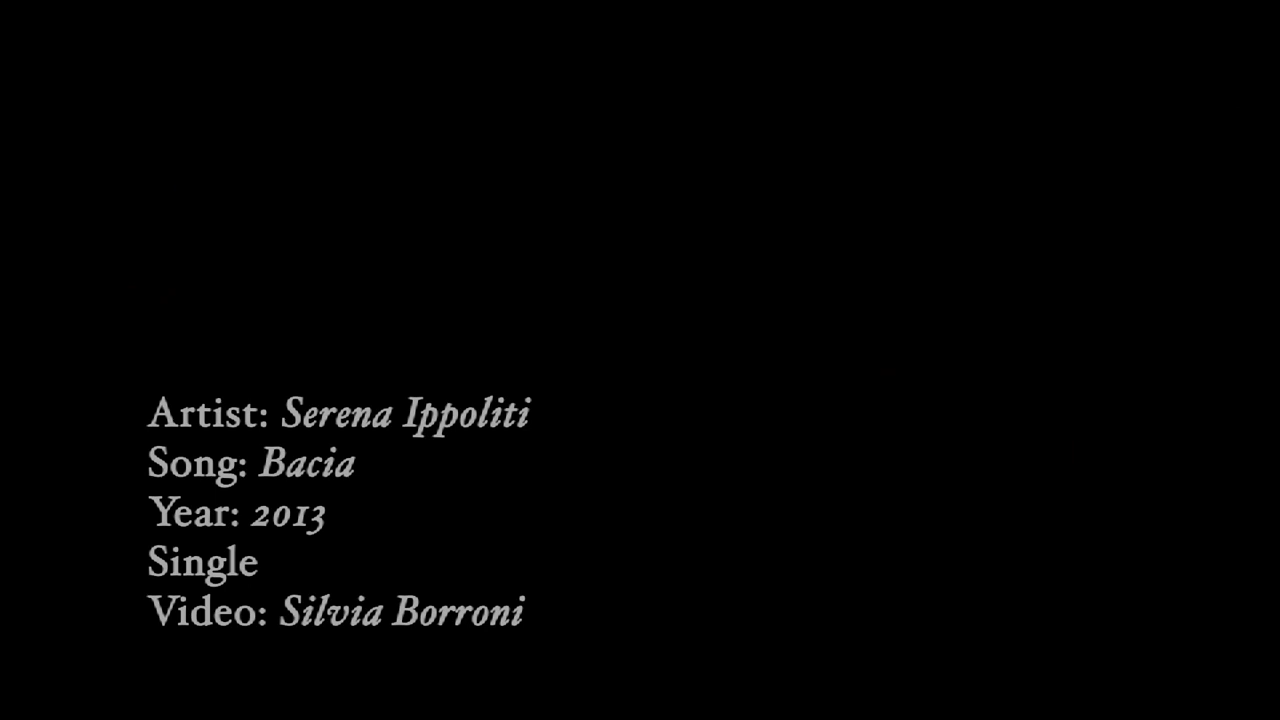 Artist: Serena Ippoliti
Song: Bacia
Year: 2013
Single
Video: Silvia Borroni